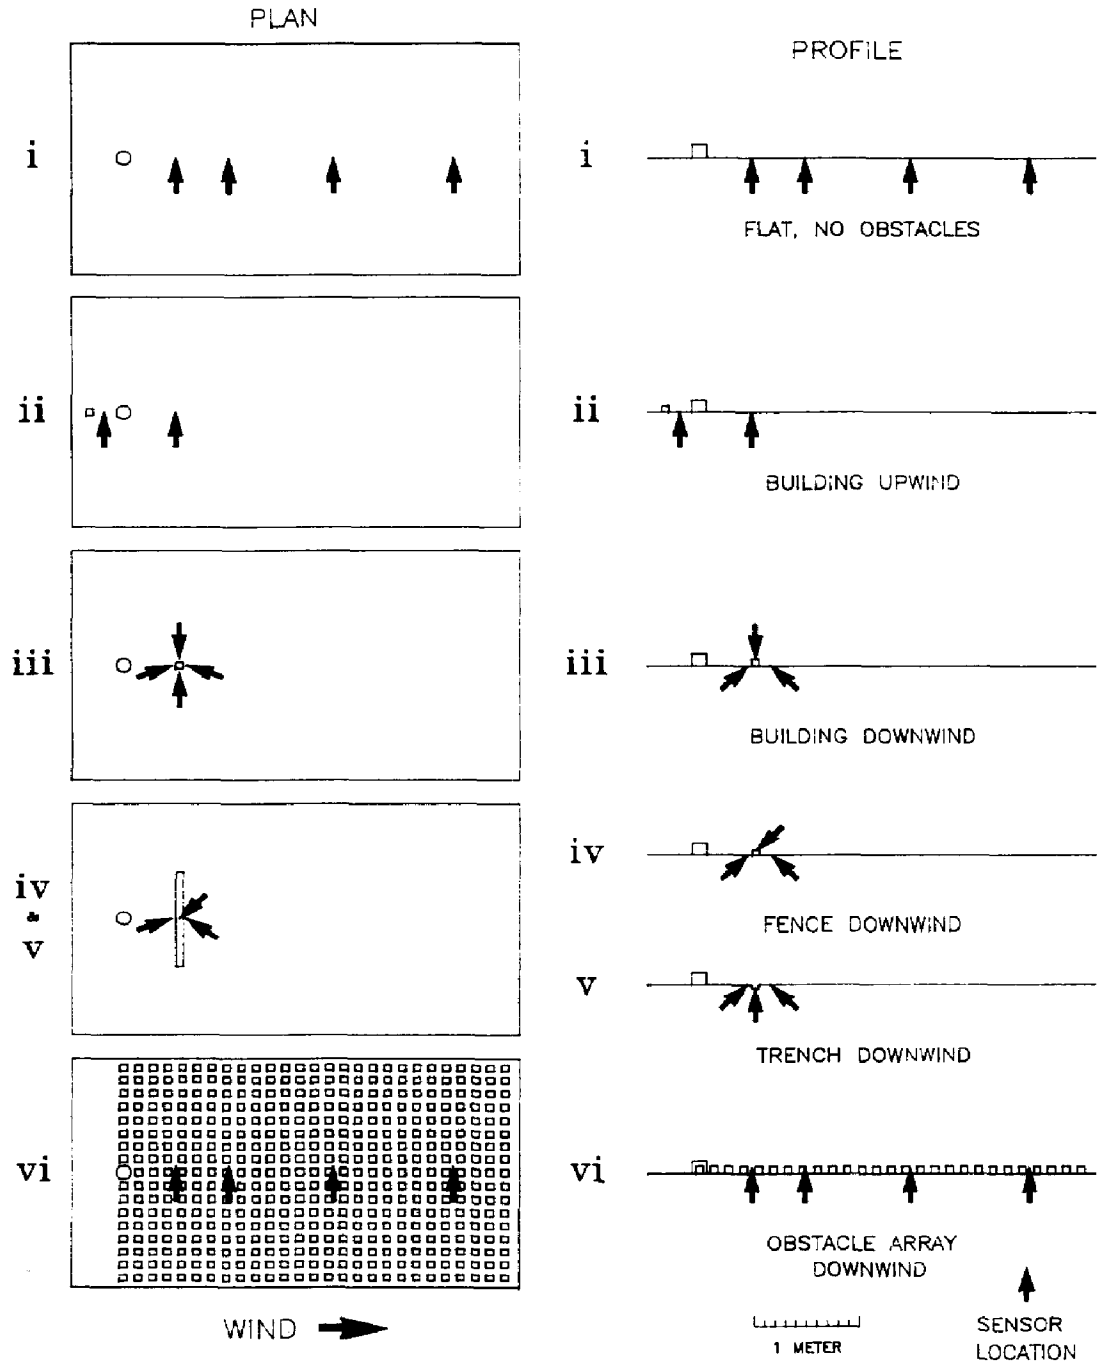 PLAN
PROFILE
i
i
FLAT, NO OBSTACLES
ii
ii
BUILDING UPWIND
iii
iii
BUILDING DOWNWIND
iv
&
v
iv
FENCE DOWNWIND
v
TRENCH DOWNWIND
vi
vi
OBSTACLE ARRAY
DOWNWIND
WIND
1 METER
SENSOR
LOCATION